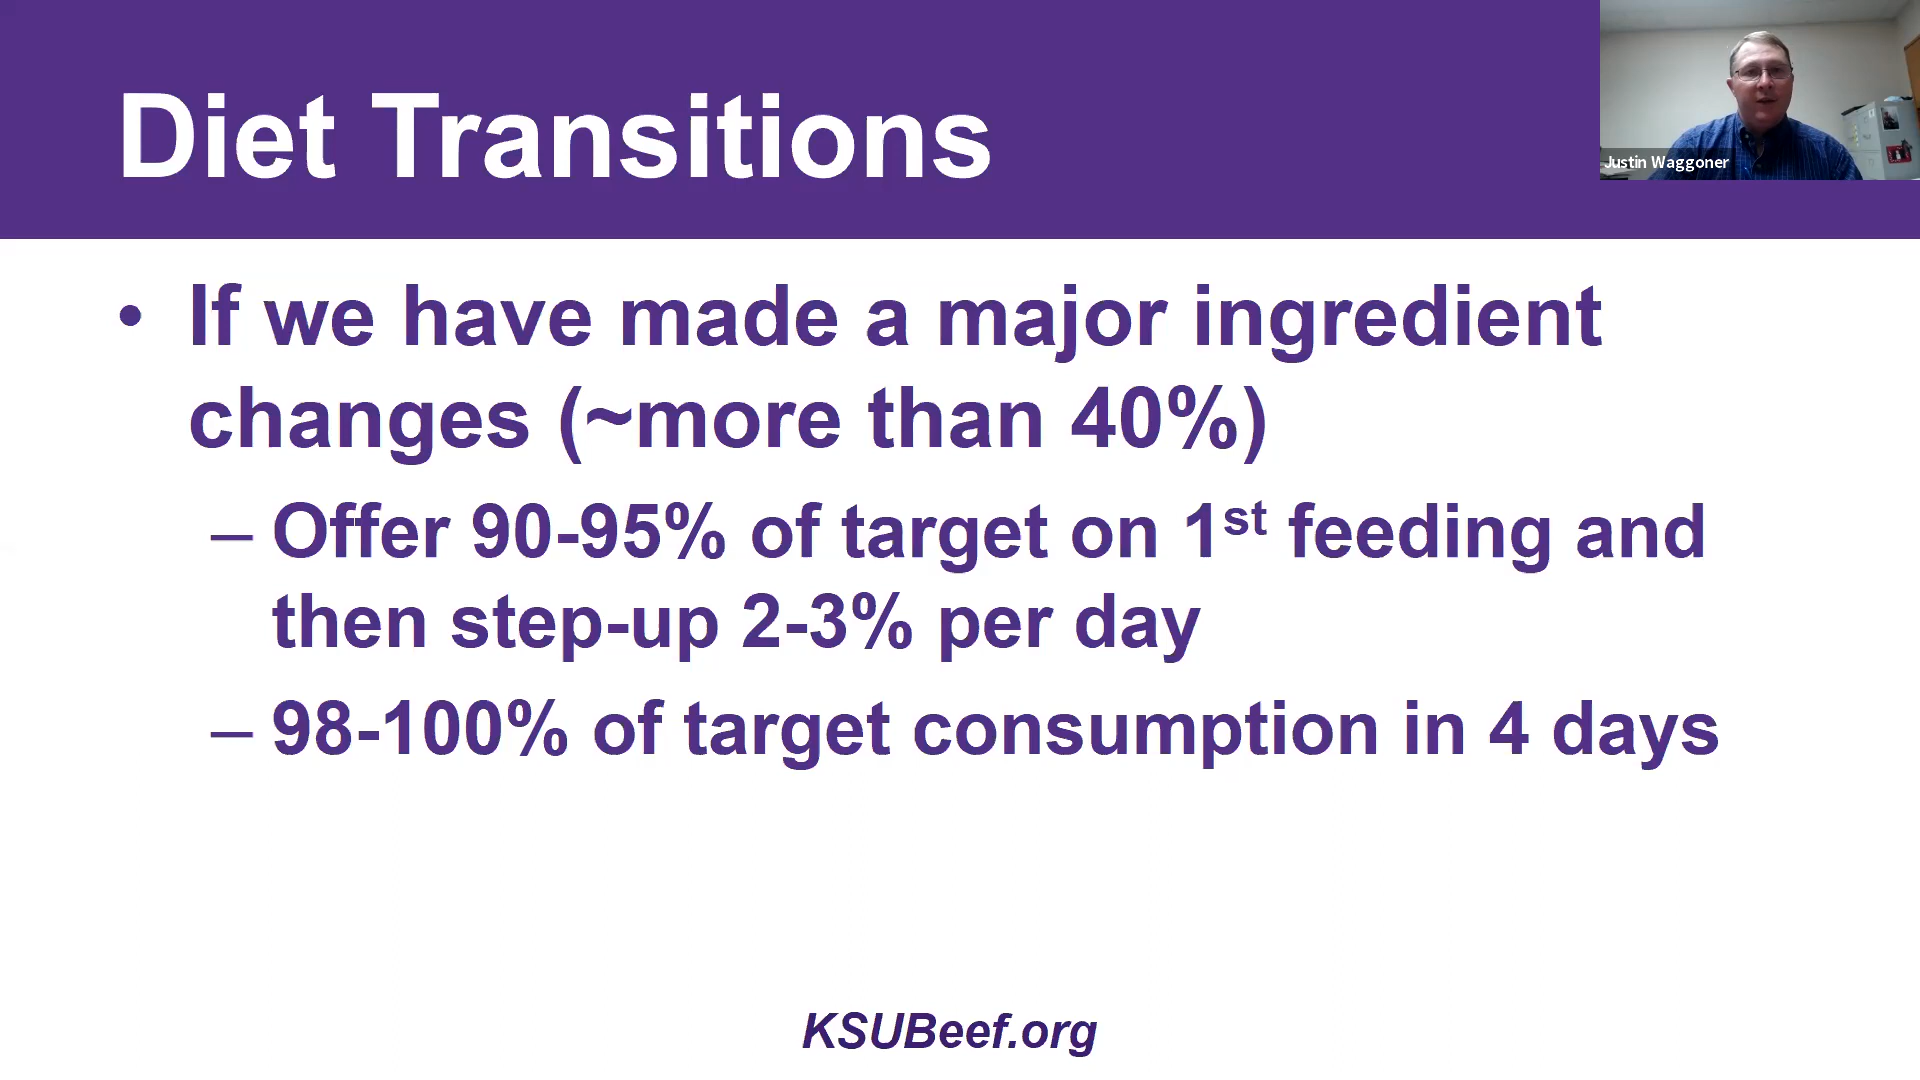 Diet Transitions
Justin Waggoner
• If we have made a major ingredient
changes (~more than 40%)
– Offer 90-95% of target on 1st feeding and
then step-up 2-3% per day
– 98-100% of target consumption in 4 days
KSUBeef.org